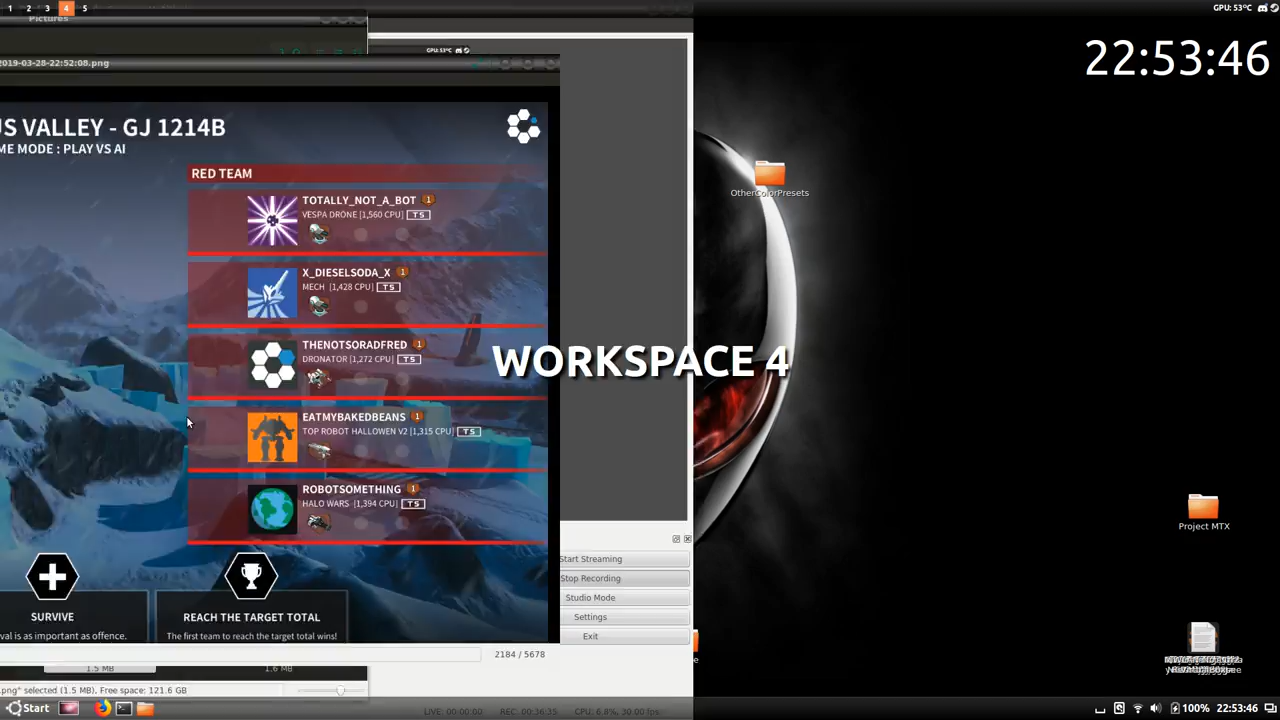 1 2 3 4 5
GPU: 53°C
Pictures
GPU: 53°C
22:53:46
2019-03-28-22:52:08.png
US VALLEY - GJ 1214B
ME MODE : PLAY VS AI
RED TEAM
TOTALLY_NOT_A_BOT 1
VESPA DRONE [1,560 CPU] TS
X_DIESELSODA_X 1
MECH [1,428 CPU] TS
THENOTSORADFRED 1
DRONATOR [1,272 CPU] TS
EATMYBAKEDBEANS 1
TOP ROBOT HALLOWEN V2 [1,315 CPU] TS
ROBOTSOMETHING 1
HALO WARS [1,394 CPU] TS
SURVIVE
val is as important as offence.
REACH THE TARGET TOTAL
The first team to reach the target total wins!
WORKSPACE 4
OtherColorPresets
Project MTX
Start Streaming
Stop Recording
Studio Mode
Settings
Exit
e
2184 / 5678
1.5 MB
1.6 MB
.png" selected (1.5 MB), Free space: 121.6 GB
Start
LIVE: 00:00:00
REC: 00:36:35
CPU: 6.8%, 30.00 fps
100%
22:53:46